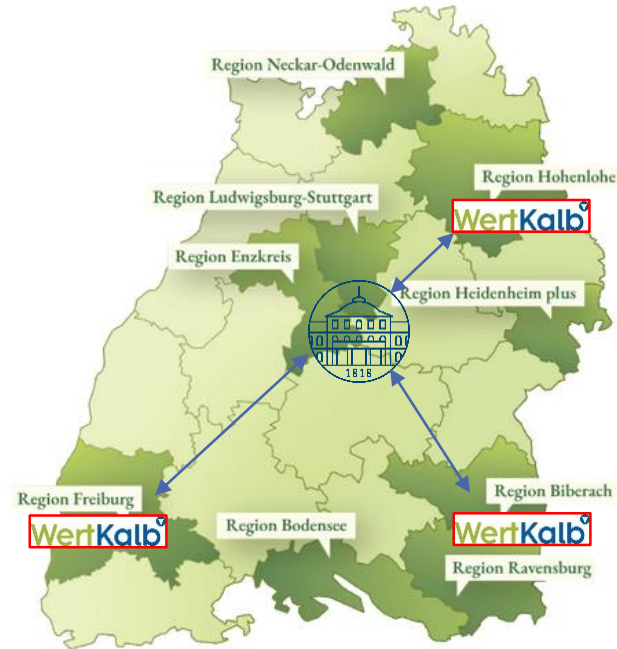 Region Neckar-Odenwald
Region Hohenlohe
WertKalb
Region Ludwigsburg-Stuttgart
Region Enzkreis
Region Heidenheim plus
1818
Region Freiburg
WertKalb
Region Biberach
WertKalb
Region Bodensee
Region Ravensburg